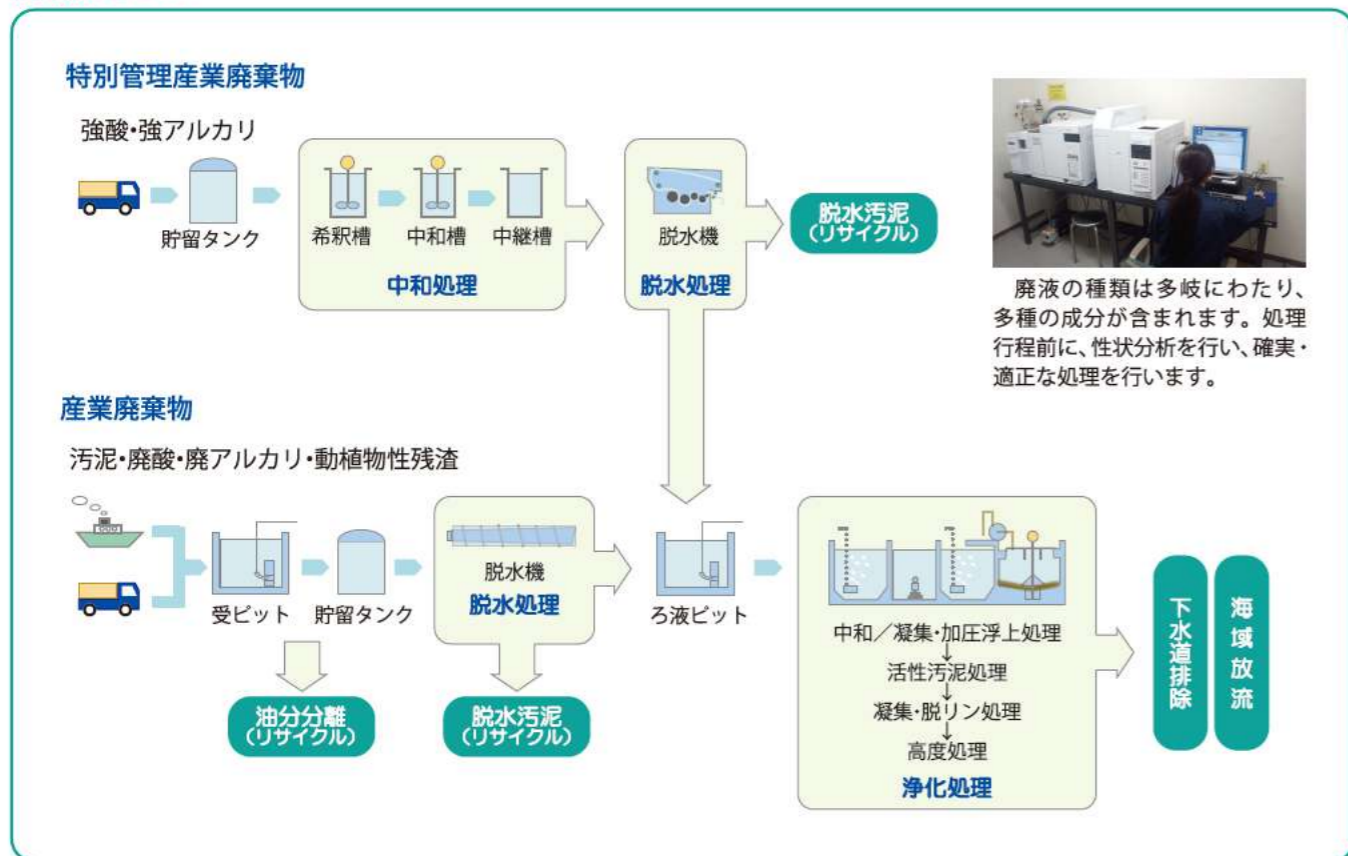 特別管理産業廃棄物
強酸・強アルカリ
貯留タンク
希釈槽
中和槽
中継槽
中和処理
脱水機
脱水処理
脱水汚泥
(リサイクル)
廃液の種類は多岐にわたり、
多種の成分が含まれます。処理
行程前に、性状分析を行い、確実・
適正な処理を行います。
産業廃棄物
汚泥・廃酸・廃アルカリ・動植物性残渣
受ピット
貯留タンク
脱水機
脱水処理
ろ液ピット
油分分離
(リサイクル)
脱水汚泥
(リサイクル)
中和／凝集・加圧浮上処理
↓
活性汚泥処理
↓
凝集・脱リン処理
↓
高度処理
浄化処理
下水道排除
海域放流